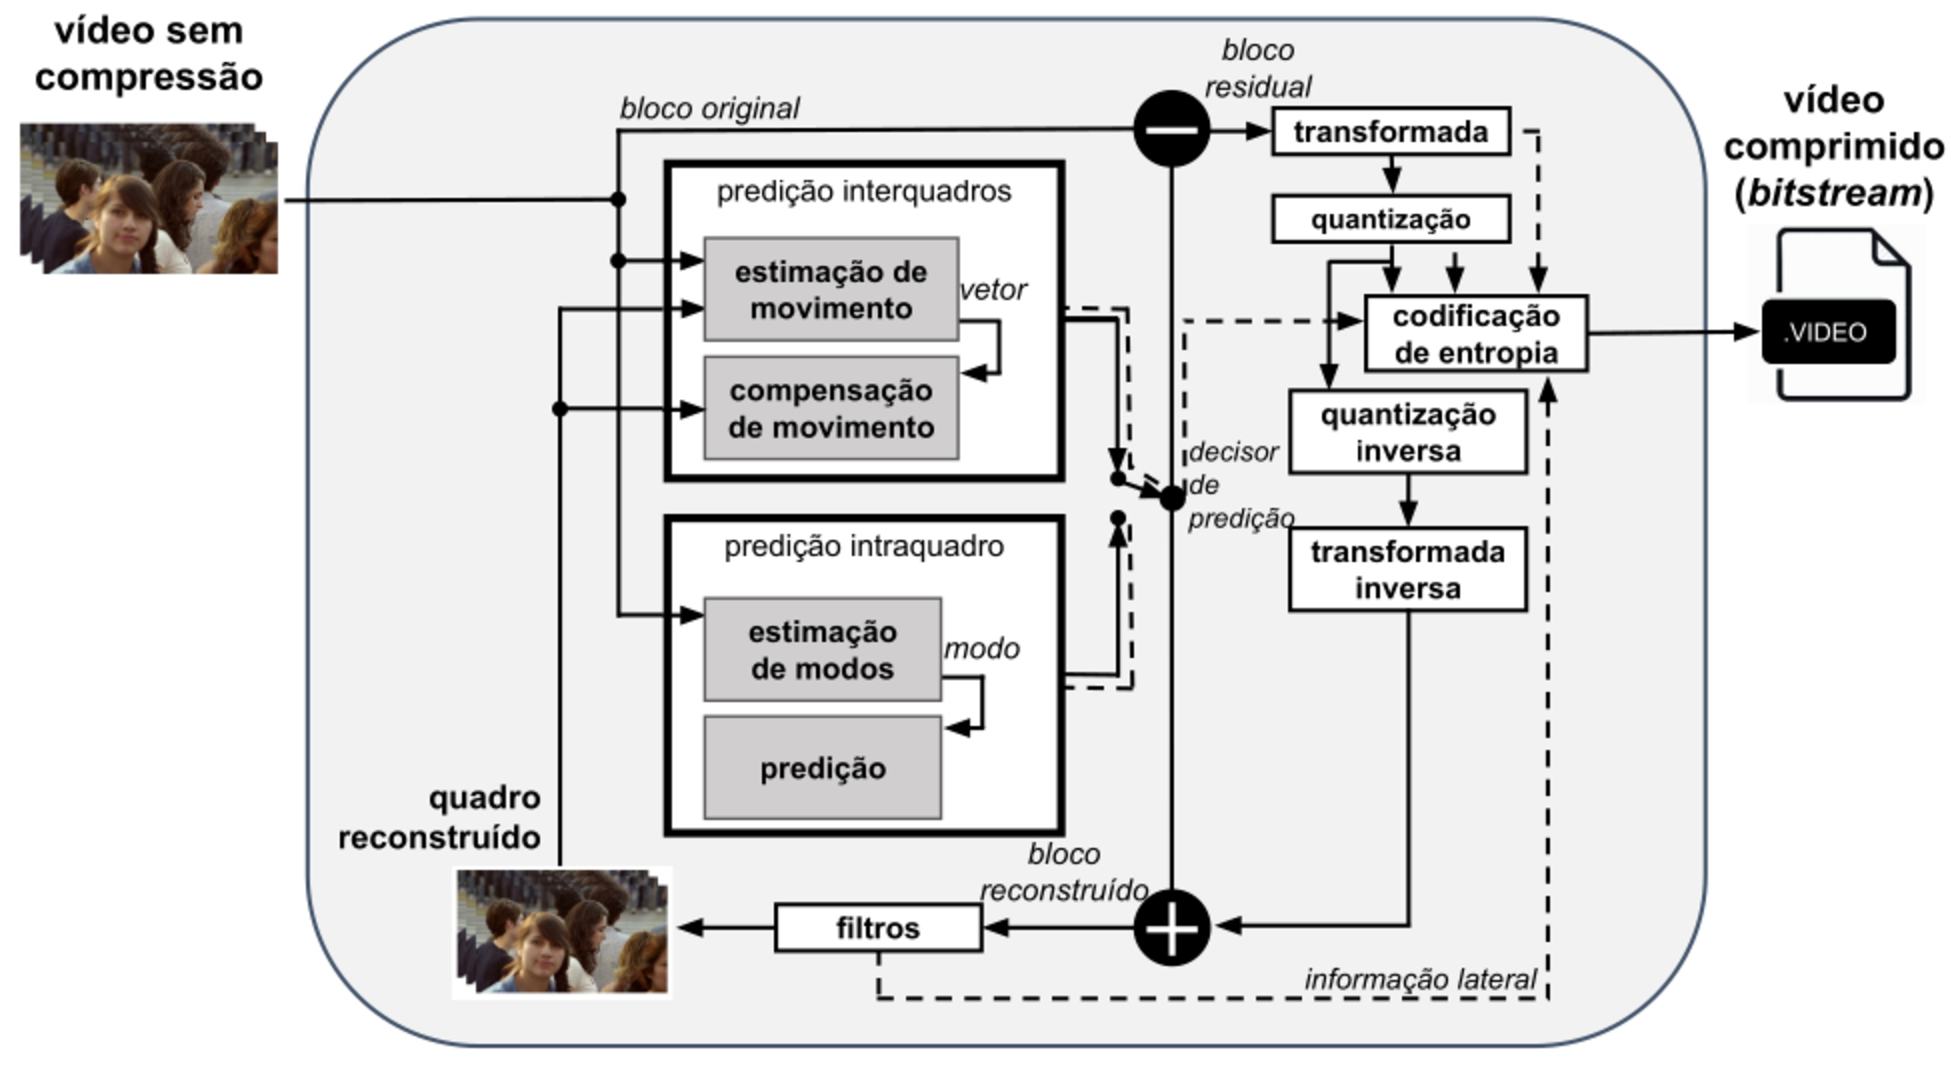 vídeo sem
compressão
bloco original
bloco
residual
transformada
quantização
predição interquadros
estimação de
movimento
vetor
compensação
de movimento
codificação
de entropia
vídeo
comprimido
(bitstream)
.VIDEO
quantização
inversa
decisor
de
predição
transformada
inversa
predição intraquadro
estimação
de modos
modo
predição
quadro
reconstruído
bloco
reconstruído
filtros
informação lateral